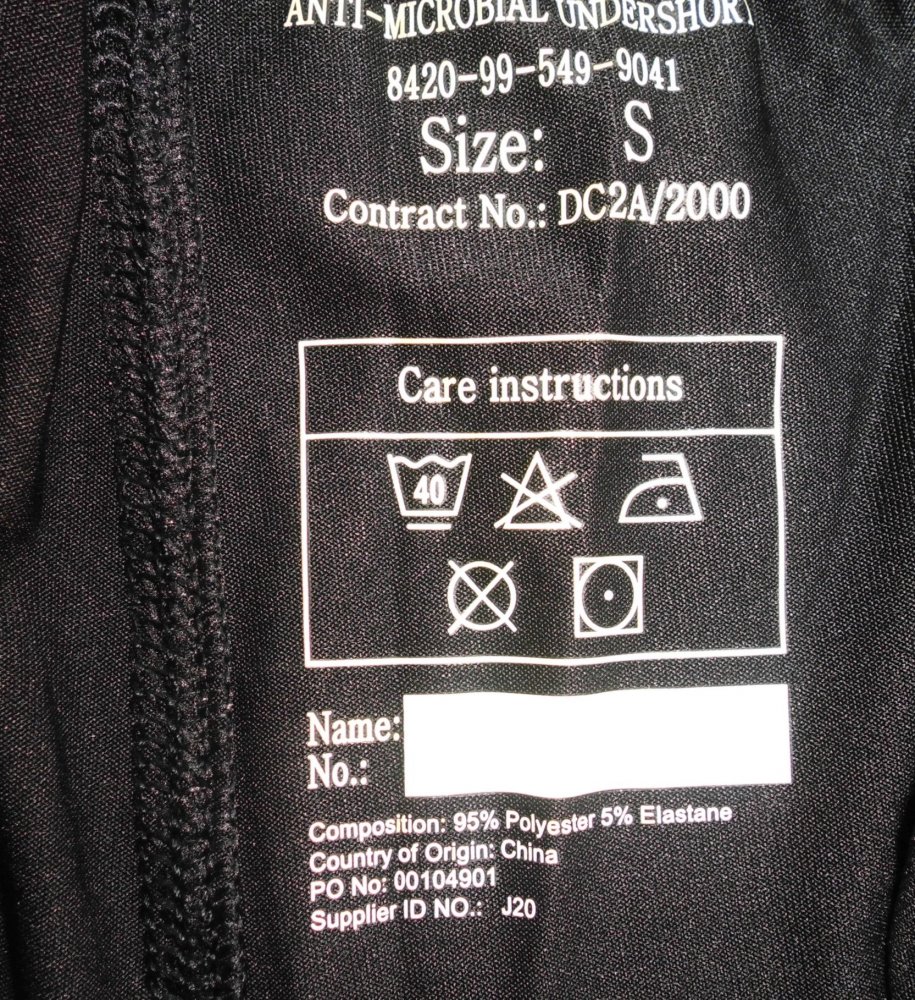 ANTI-MICROBIAL UNDERSHORT
8420-99-549-9041
Size: S
Contract No.: DC2A/2000
Care instructions
40
Name:
No.:
Composition: 95% Polyester 5% Elastane
Country of Origin: China
PO No: 00104901
Supplier ID NO.: J20